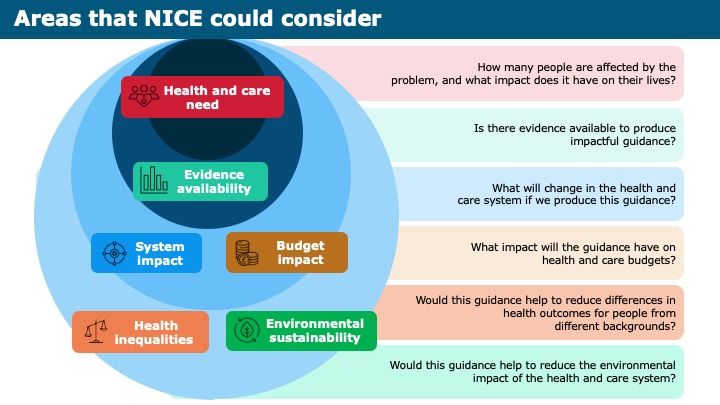 Areas that NICE could consider
Health and care
need
How many people are affected by the
problem, and what impact does it have on their lives?
Evidence
availability
Is there evidence available to produce
impactful guidance?
What will change in the health and
care system if we produce this guidance?
System
impact
Budget
impact
What impact will the guidance have on
health and care budgets?
Health
inequalities
Environmental
sustainability
Would this guidance help to reduce differences in
health outcomes for people from
different backgrounds?
Would this guidance help to reduce the environmental
impact of the health and care system?